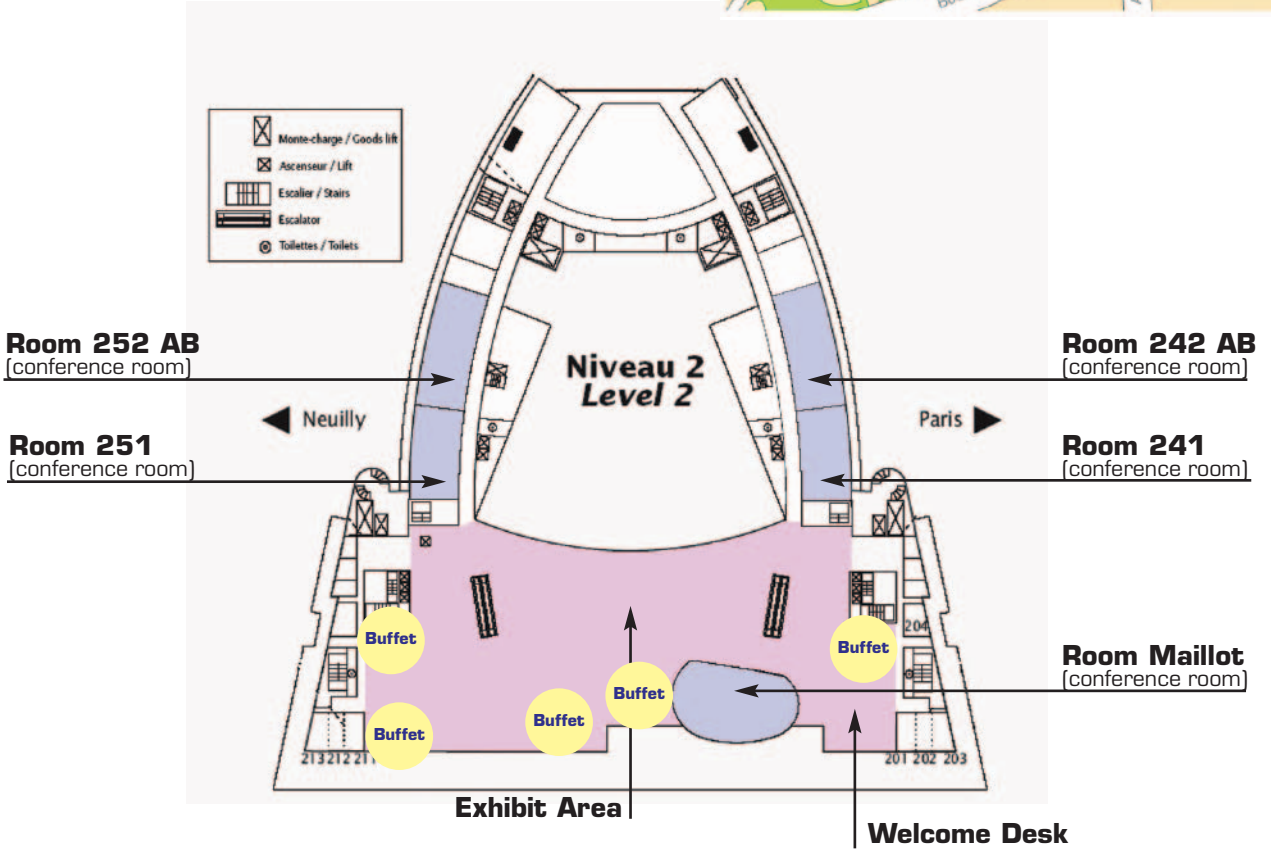 Monte-charge / Goods lift
Ascenseur / Lift
Escalier / Stairs
Escalator
Toilettes / Toilets
Room 252 AB
(conference room)
Room 242 AB
(conference room)
Niveau 2
Level 2
Neuilly
Paris
Room 251
(conference room)
Room 241
(conference room)
204
Buffet
Buffet
Room Maillot
(conference room)
Buffet
Buffet
Buffet
213 212 211
201 202 203
Exhibit Area
Welcome Desk